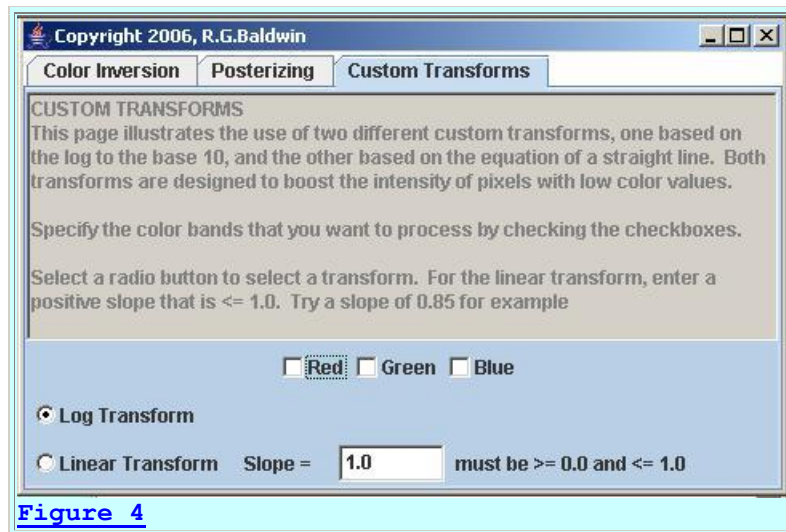 Copyright 2006, R.G.Baldwin
Color Inversion Posterizing Custom Transforms
CUSTOM TRANSFORMS
This page illustrates the use of two different custom transforms, one based on
the log to the base 10, and the other based on the equation of a straight line. Both
transforms are designed to boost the intensity of pixels with low color values.
Specify the color bands that you want to process by checking the checkboxes.
Select a radio button to select a transform. For the linear transform, enter a
positive slope that is <= 1.0. Try a slope of 0.85 for example
Red Green Blue
Log Transform
Linear Transform Slope = 1.0 must be >= 0.0 and <= 1.0
Figure 4